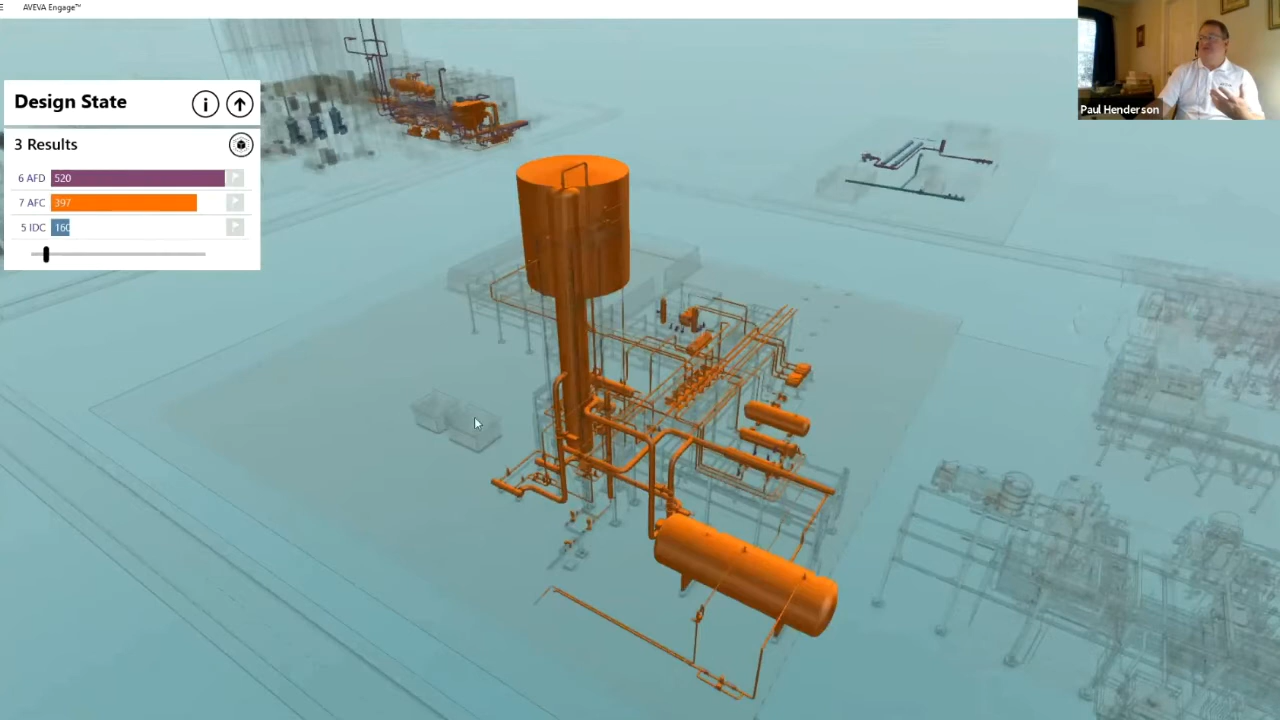 AVEVA Engage™
Design State
3 Results
6 AFD 520
7 AFC 397
5 IDC 160
Paul Henderson